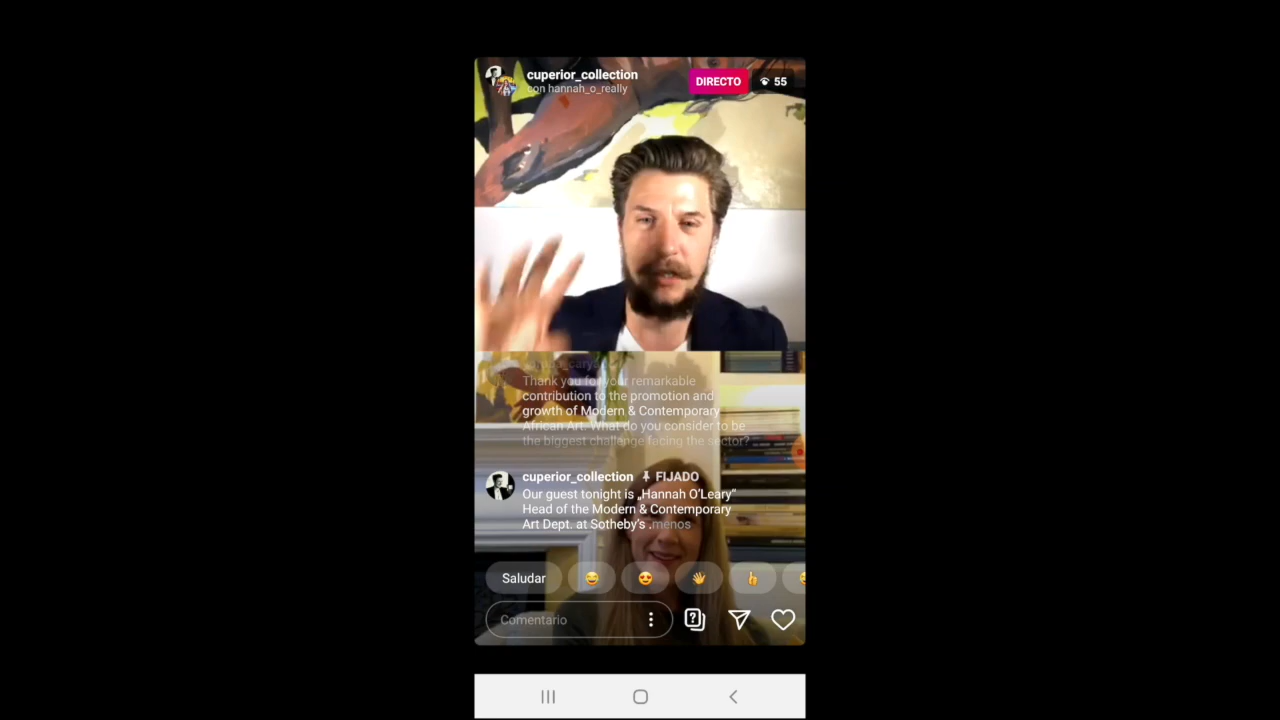 cuperior_collection
con hannah_o_really
DIRECTO
55
Thank you for your remarkable
contribution to the promotion and
growth of Modern & Contemporary
African Art. What do you consider to be
the biggest challenge facing the sector?
cuperior_collection FIJADO
Our guest tonight is „Hannah O'Leary“
Head of the Modern & Contemporary
Art Dept. at Sotheby's .menos
Saludar
Comentario